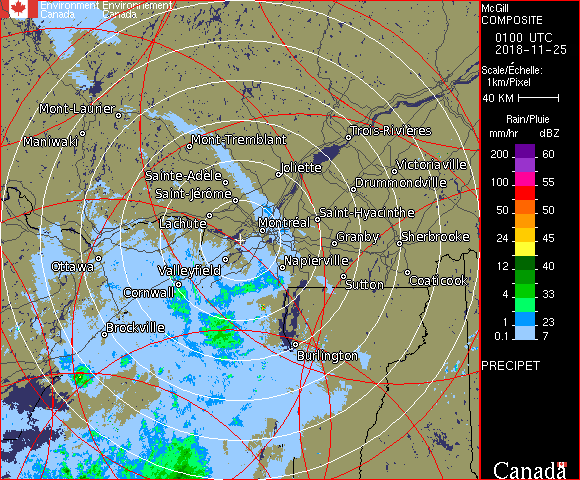 Environment Environnement
Canada Canada
McGill
COMPOSITE
0100 UTC
2018-11-25
Scale/Échelle:
1km/Pixel
40 KM
Rain/Pluie
mm/hr dBZ
200 60
100 55
50 50
24 45
12 40
4 33
1 23
0.1 7
PRECIPET
Canada
Mont-Laurier
Maniwaki
Mont-Tremblant
Trois-Rivières
Sainte-Adèle
Joliette
Victoriaville
Saint-Jérôme
Drummondville
Lachute
Montréal
Saint-Hyacinthe
Granby
Sherbrooke
Ottawa
Valleyfield
Napierville
Cornwall
Sutton
Coaticook
Brockville
Burlington